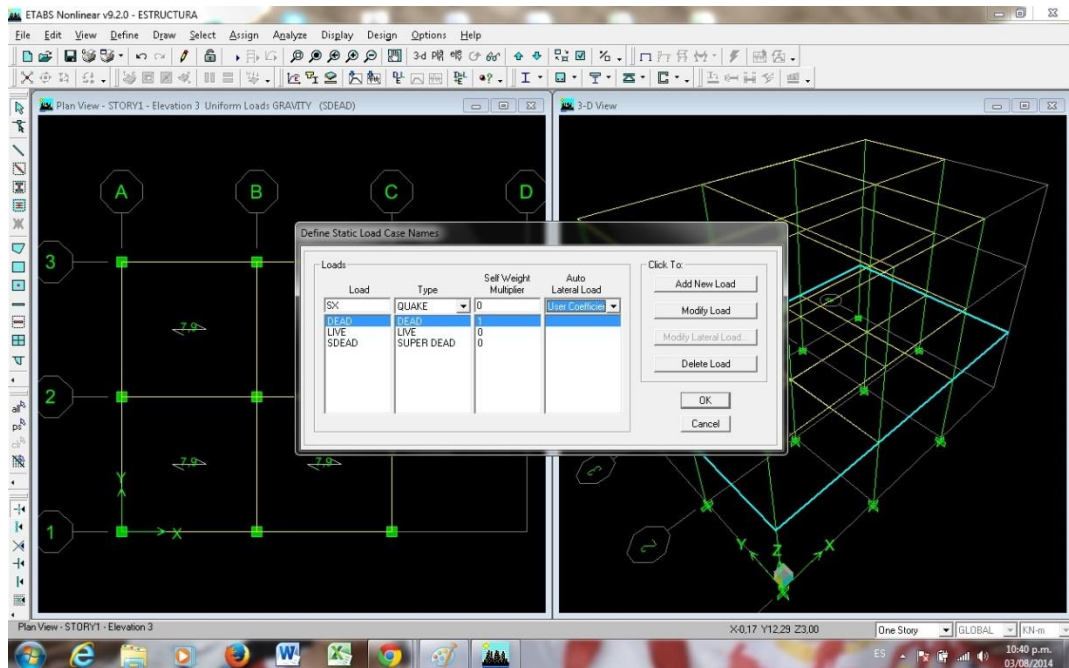 ETABS Nonlinear v9.2.0 - ESTRUCTURA
File Edit View Define Draw Select Assign Analyze Display Design Options Help
3-d
Plan View - STORY1 - Elevation 3 Uniform Loads GRAVITY (SDEAD)
3-D View
A B C D
3
2
1
7.9
7.9
7.9
Y
X
Define Static Load Case Names
Loads
Load Type Self Weight Multiplier Auto Lateral Load
SX QUAKE 0 User Coefficie
DEAD DEAD 1
LIVE LIVE 0
SDEAD SUPER DEAD 0
Click To:
Add New Load
Modify Load
Modify Lateral Load...
Delete Load
OK
Cancel
Y Z X
Plan View - STORY1 - Elevation 3
X-0,17 Y12,29 Z3,00
One Story
GLOBAL
KN-m
ES
10:40 p.m.
03/08/2014